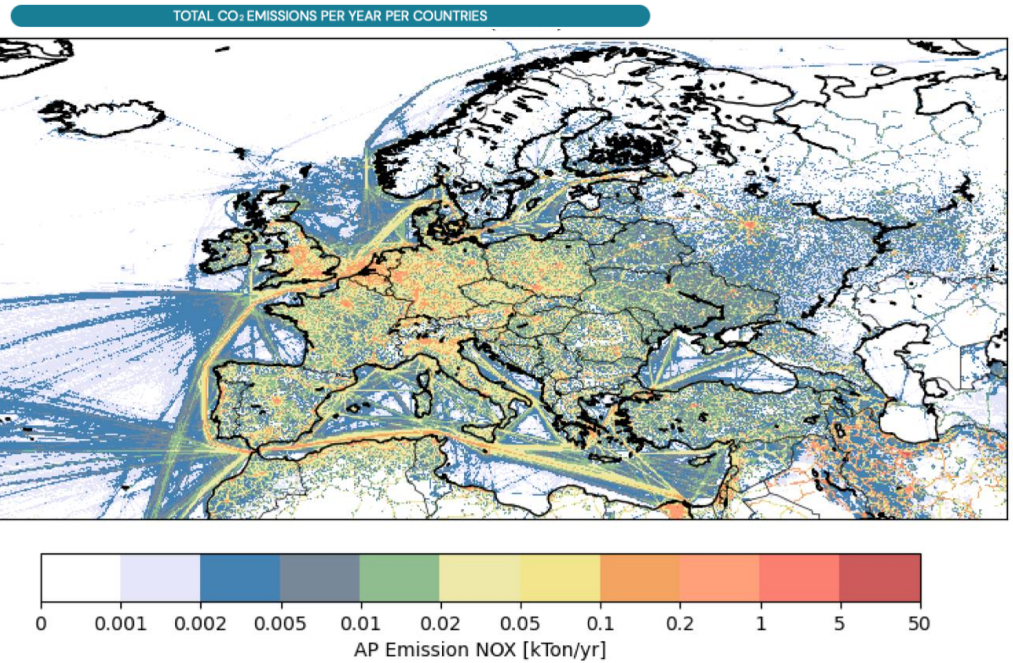 TOTAL CO₂ EMISSIONS PER YEAR PER COUNTRIES
0 0.001 0.002 0.005 0.01 0.02 0.05 0.1 0.2 1 5 50
AP Emission NOX [kTon/yr]